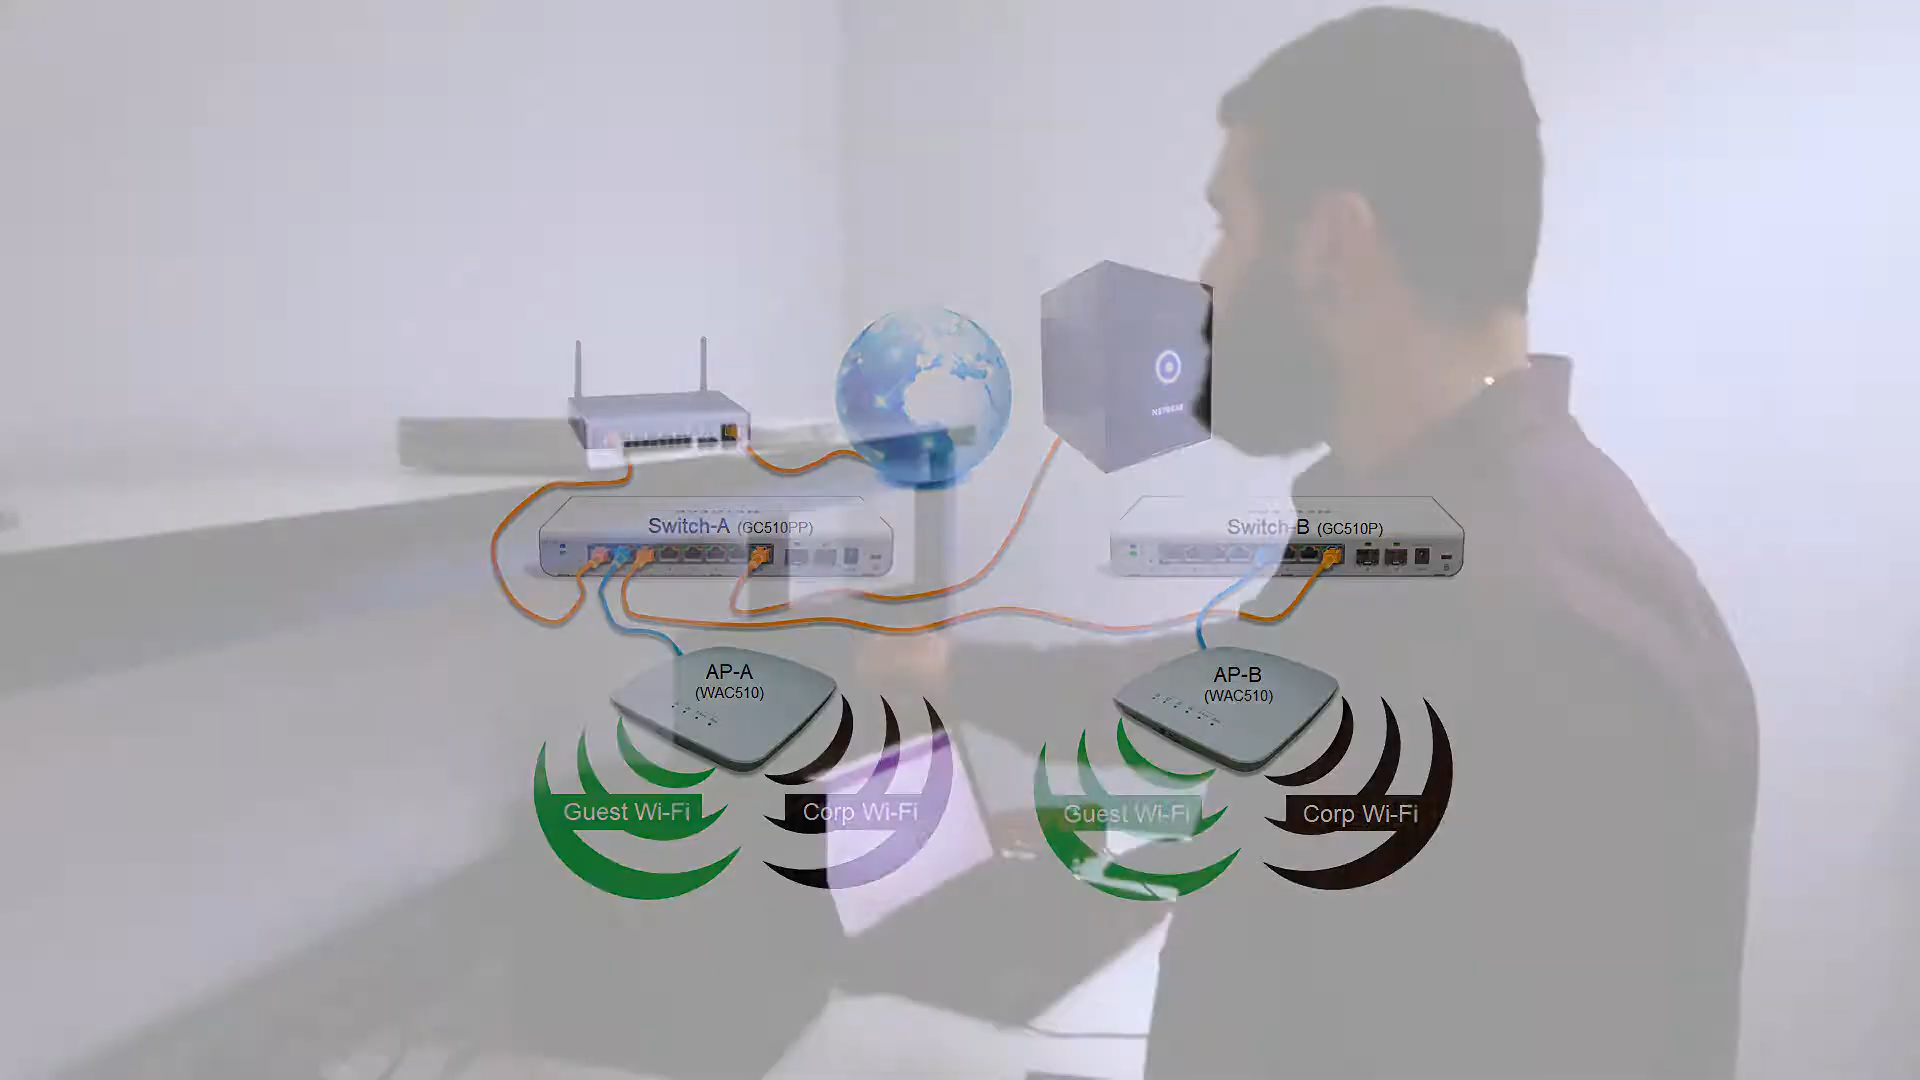 NETGEAR
Switch-A (GC510PP)
Switch-B (GC510P)
AP-A
(WAC510)
AP-B
(WAC510)
Guest Wi-Fi
Corp Wi-Fi
Guest Wi-Fi
Corp Wi-Fi